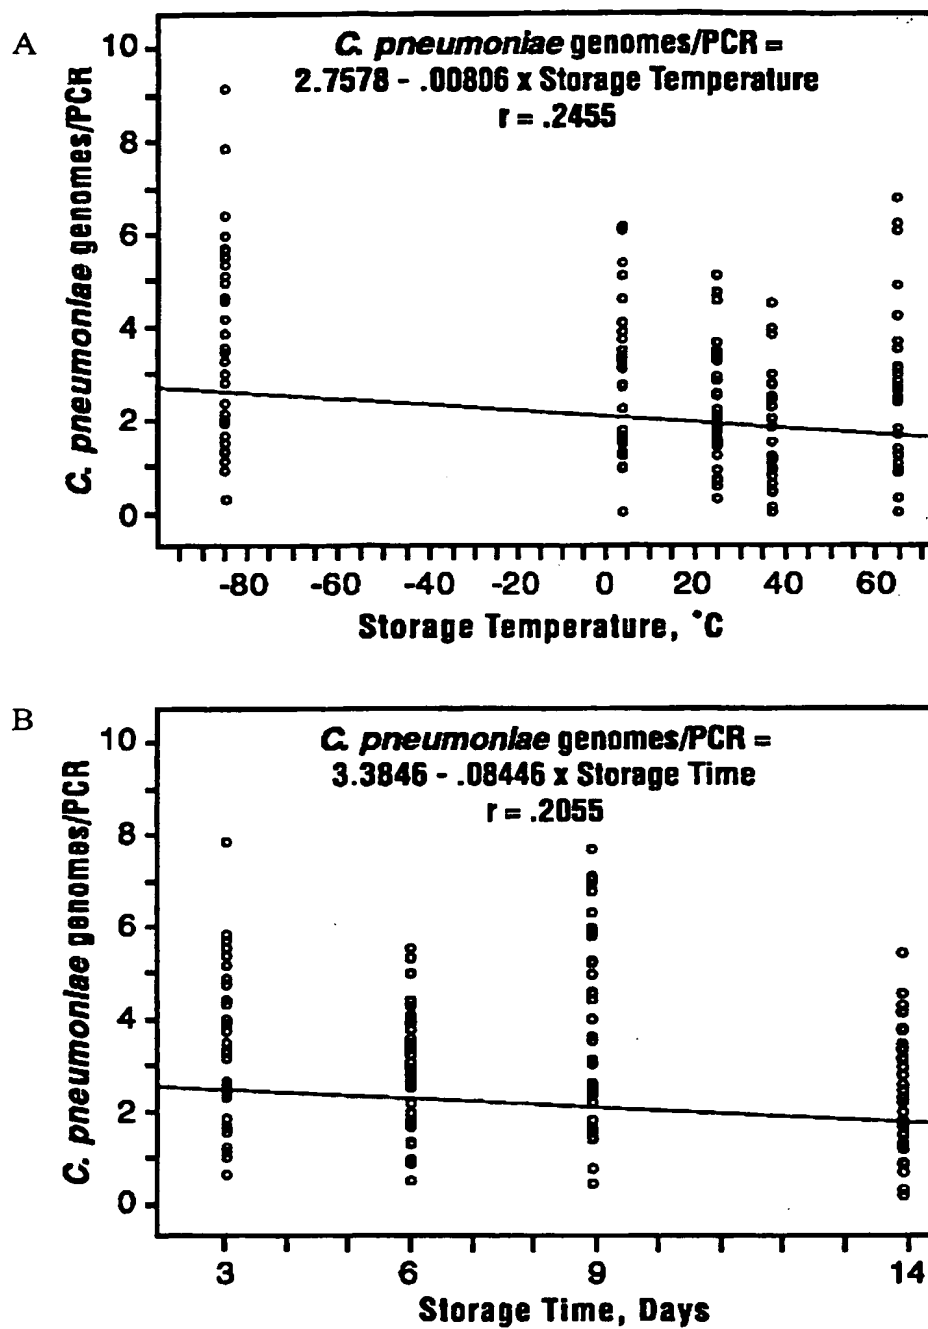 A
C. pneumoniae genomes/PCR =
2.7578 - .00806 x Storage Temperature
r = .2455
C. pneumoniae genomes/PCR
10
8
6
4
2
0
-80 -60 -40 -20 0 20 40 60
Storage Temperature, °C
B
C. pneumoniae genomes/PCR =
3.3846 - .08446 x Storage Time
r = .2055
C. pneumoniae genomes/PCR
10
8
6
4
2
0
3 6 9 14
Storage Time, Days